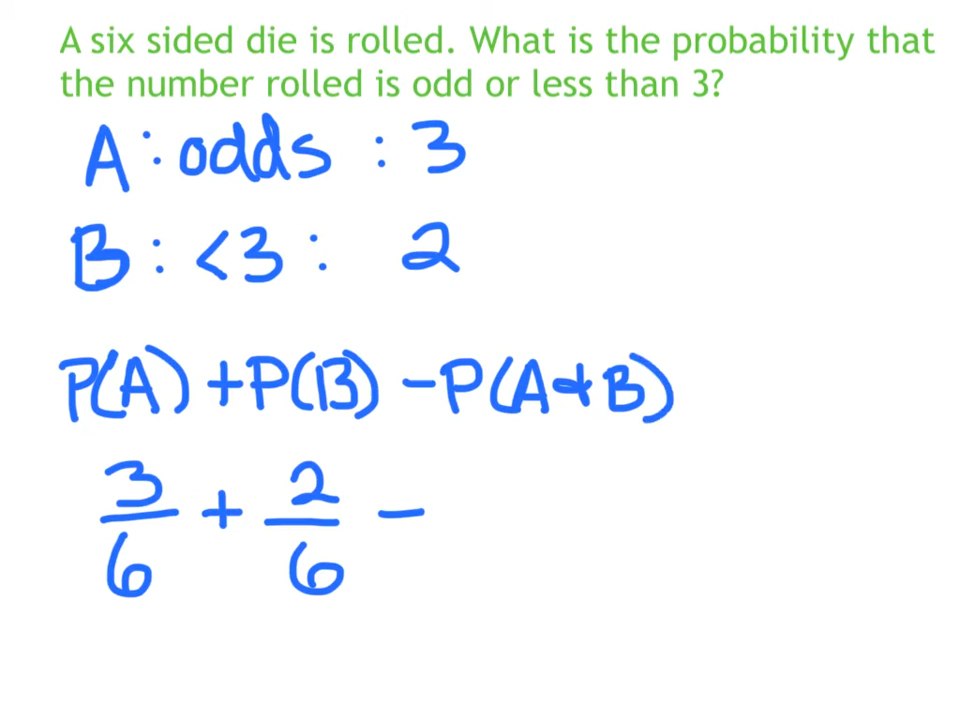 A six sided die is rolled. What is the probability that
the number rolled is odd or less than 3?
A : odds : 3
B : <3 : 2
P(A) + P(B) - P(A & B)
3/6 + 2/6 -